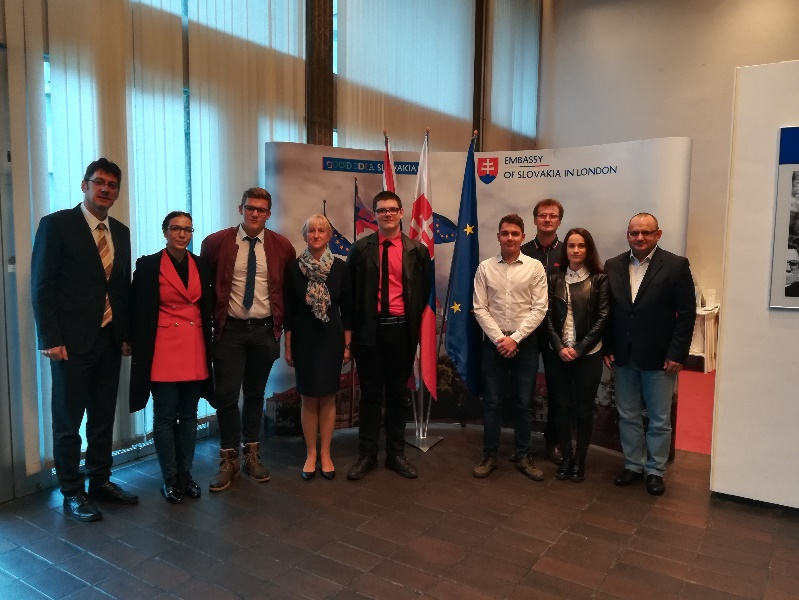 GOOD IDEA SLOVAKIA
EMBASSY
OF SLOVAKIA IN LONDON